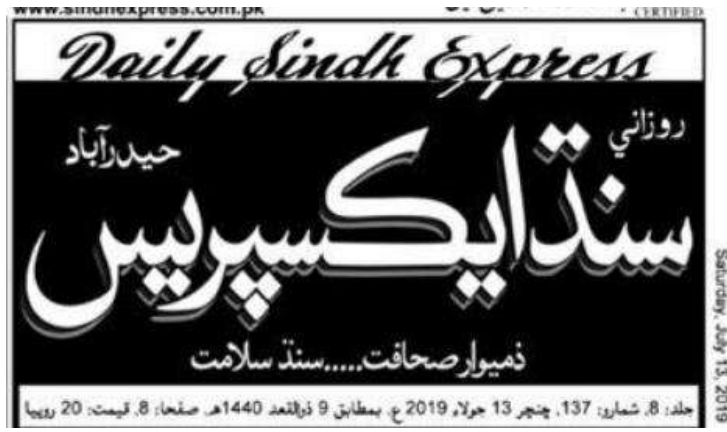 www.sindhexpress.com.pk
CERTIFIED
Daily Sindh Express
روزاني
حيدرآباد
سنڌ ايڪسپريس
ذميوار صحافت.....سنڌ سلامت
جلد: 8، شمارو: 137، ڇنڇر 13 جولاءِ 2019 ع، بمطابق 9 ذوالقعد 1440هه، صفحا: 8، قيمت: 20 روپيا
Saturday, July 13, 2019